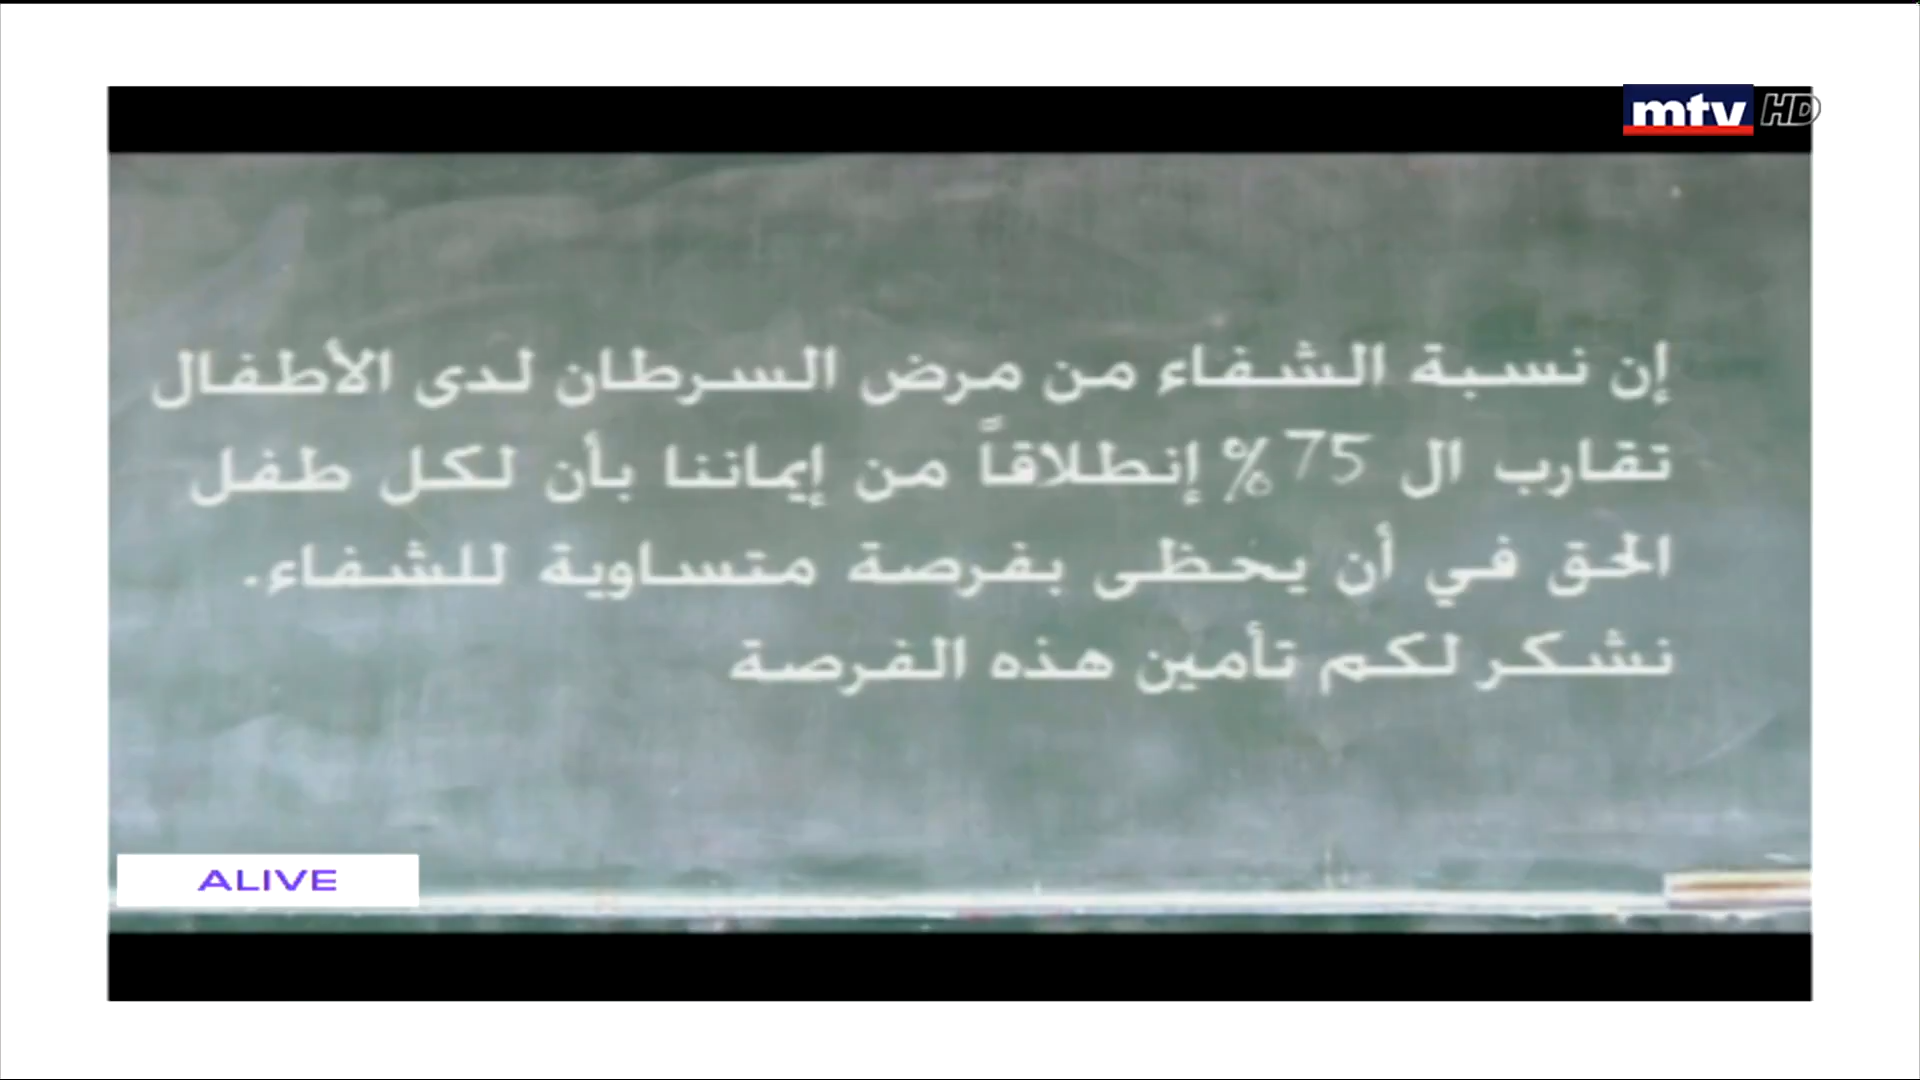 mtv HD
إن نسبة الشفاء من مرض السرطان لدى الأطفال
تقارب ال 75% إنطلاقاً من إيماننا بأن لكل طفل
الحق في أن يحظى بفرصة متساوية للشفاء.
نشكر لكم تأمين هذه الفرصة
ALIVE